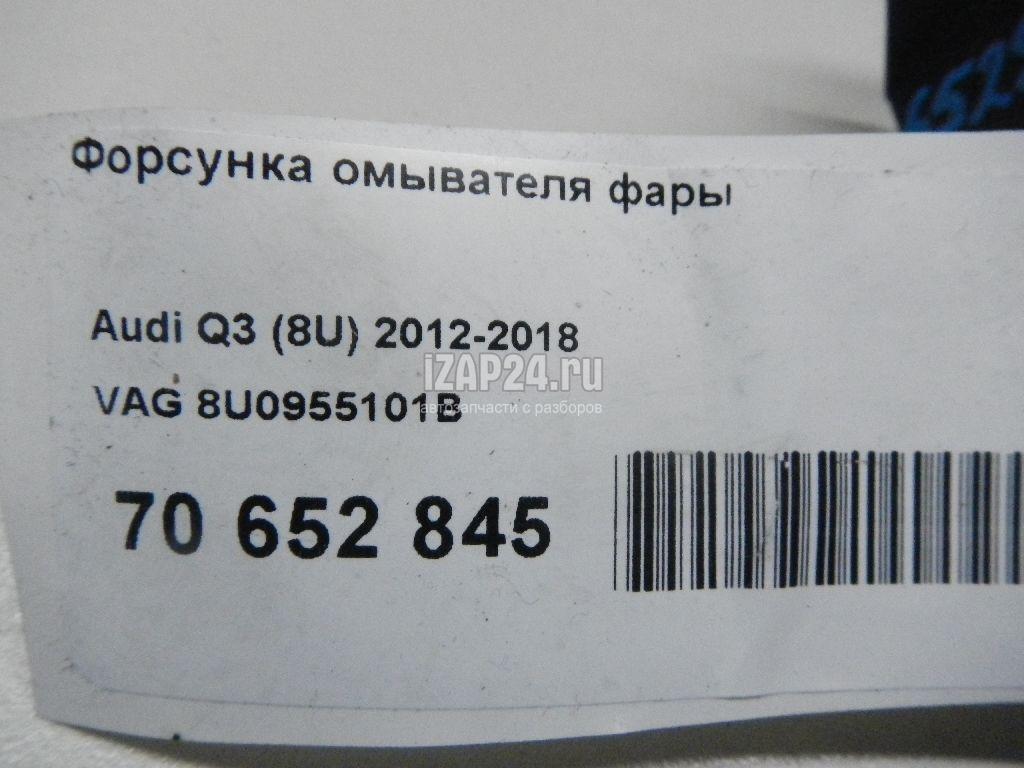 Форсунка омывателя фары
Audi Q3 (8U) 2012-2018
iZAP24.ru
VAG 8U0955101B
автозапчасти с разборов
70 652 845